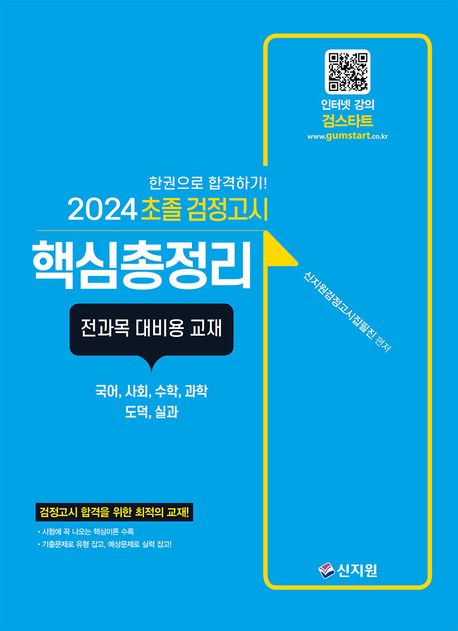 인터넷 강의
검스타트
www.gumstart.co.kr
한권으로 합격하기!
2024 초졸 검정고시
핵심총정리
신지원검정고시집필진 편저
전과목 대비용 교재
국어, 사회, 수학, 과학
도덕, 실과
검정고시 합격을 위한 최적의 교재!
• 시험에 꼭 나오는 핵심이론 수록
• 기출문제로 유형 잡고, 예상문제로 실력 잡고!
신지원